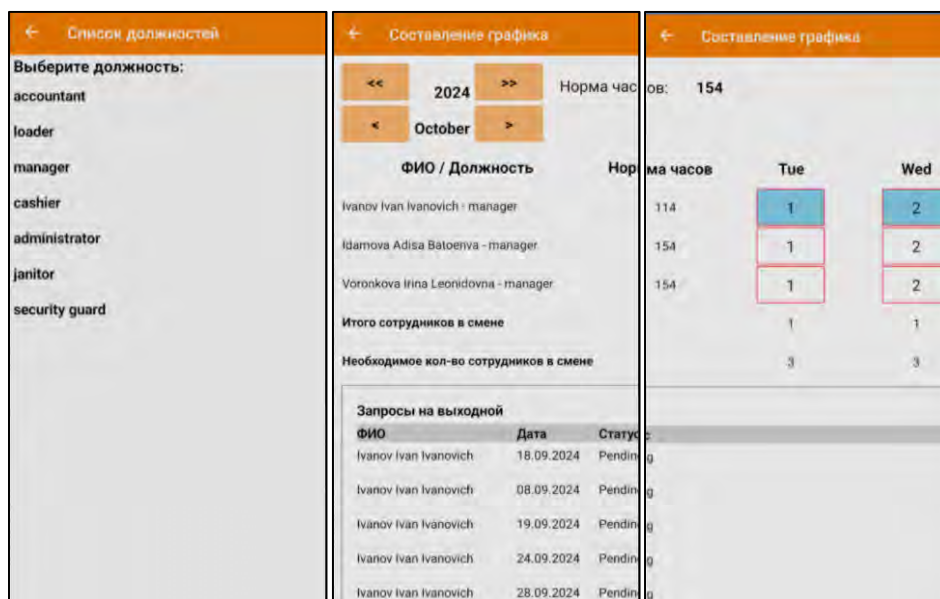 ← Список должностей
Выберите должность:
accountant
loader
manager
cashier
administrator
janitor
security guard
← Составление графика
<< 2024 >> Норма час
< October >
ФИО / Должность Нор
Ivanov Ivan Ivanovich - manager
Idamova Adisa Batoenva - manager
Voronkova Irina Leonidovna - manager
Итого сотрудников в смене
Необходимое кол-во сотрудников в смене
Запросы на выходной
ФИО Дата Статус
Ivanov Ivan Ivanovich 18.09.2024 Pendin
Ivanov Ivan Ivanovich 08.09.2024 Pendin
Ivanov Ivan Ivanovich 19.09.2024 Pendin
Ivanov Ivan Ivanovich 24.09.2024 Pendin
Ivanov Ivan Ivanovich 28.09.2024 Pendin
← Составление графика
ов: 154
ма часов Tue Wed
114 1 2
154 1 2
154 1 2
1 1
3 3
с
g
g
g
g
g